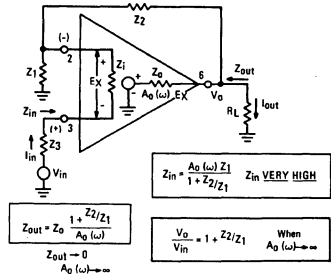 Z2
(-)
2
Z1
Ex
Zi
Zin
3
(+)
Iin
Z3
Vin
+
-
Zo
Ao (ω) Ex
6
Vo
Zout
Iout
RL
Zin = Ao (ω) Z1 / 1 + Z2/Z1 Zin VERY HIGH
Zout = Zo 1 + Z2/Z1 / Ao (ω)
Zout → 0
Ao (ω) → ∞
Vo / Vin = 1 + Z2/Z1 When Ao (ω) → ∞